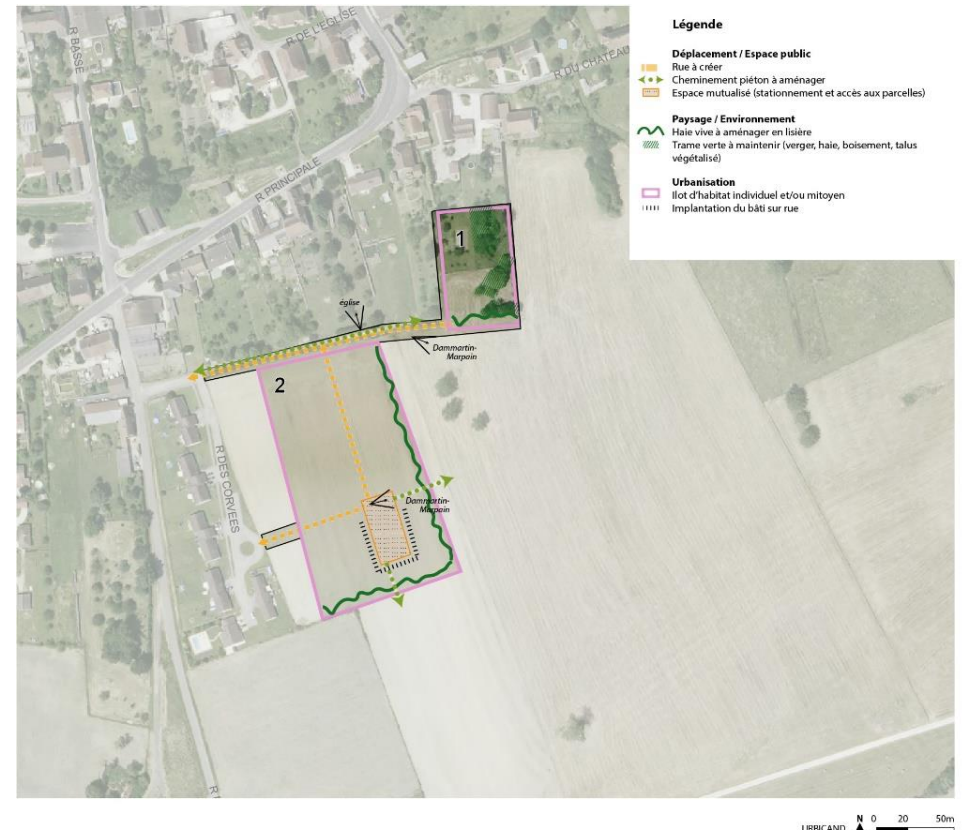 Légende
Déplacement / Espace public
Rue à créer
Cheminement piéton à aménager
Espace mutualisé (stationnement et accès aux parcelles)
Paysage / Environnement
Haie vive à aménager en lisière
Trame verte à maintenir (verger, haie, boisement, talus
végétalisé)
Urbanisation
Ilot d'habitat individuel et/ou mitoyen
Implantation du bâti sur rue
R BASSE
R DE L'EGLISE
R DU CHATEAU
R PRINCIPALE
1
église
Dammartin-
Marpain
2
Dammartin-
Marpain
R DES CORVEES
URBICAND
N 0 20 50m